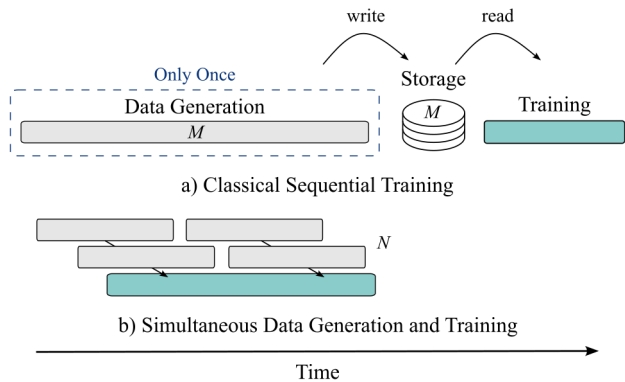 write
read
Only Once
Storage
Data Generation
M
M
Training
a) Classical Sequential Training
N
b) Simultaneous Data Generation and Training
Time